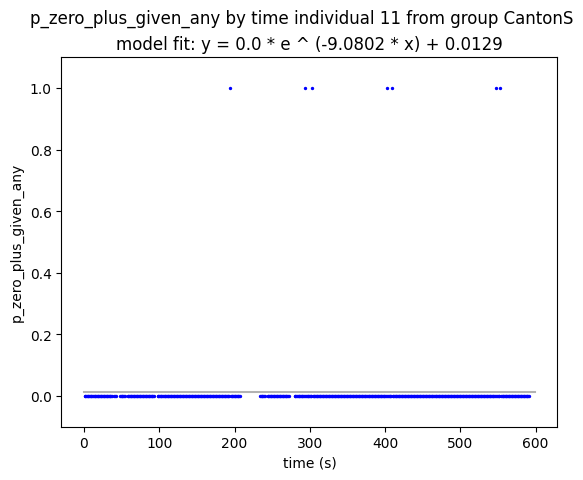 p_zero_plus_given_any by time individual 11 from group CantonS
model fit: y = 0.0 * e ^ (-9.0802 * x) + 0.0129
1.0
0.8
0.6
0.4
0.2
0.0
p_zero_plus_given_any
0 100 200 300 400 500 600
time (s)